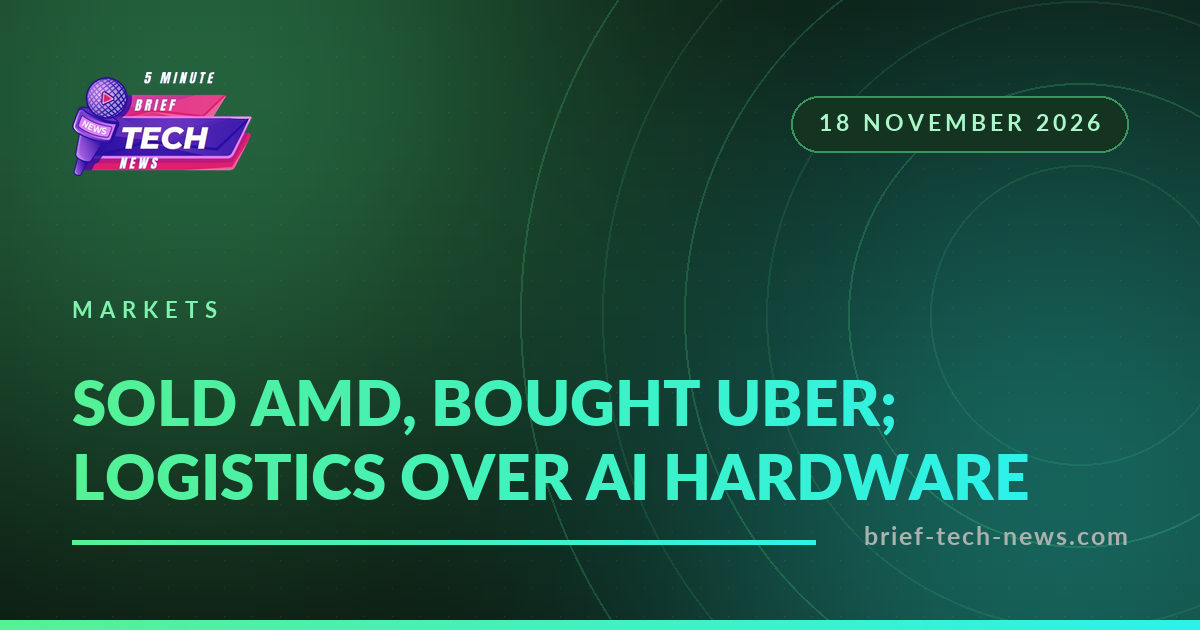 5 MINUTE
BRIEF
NEWS
TECH
NEWS
18 NOVEMBER 2026
MARKETS
SOLD AMD, BOUGHT UBER;
LOGISTICS OVER AI HARDWARE
brief-tech-news.com